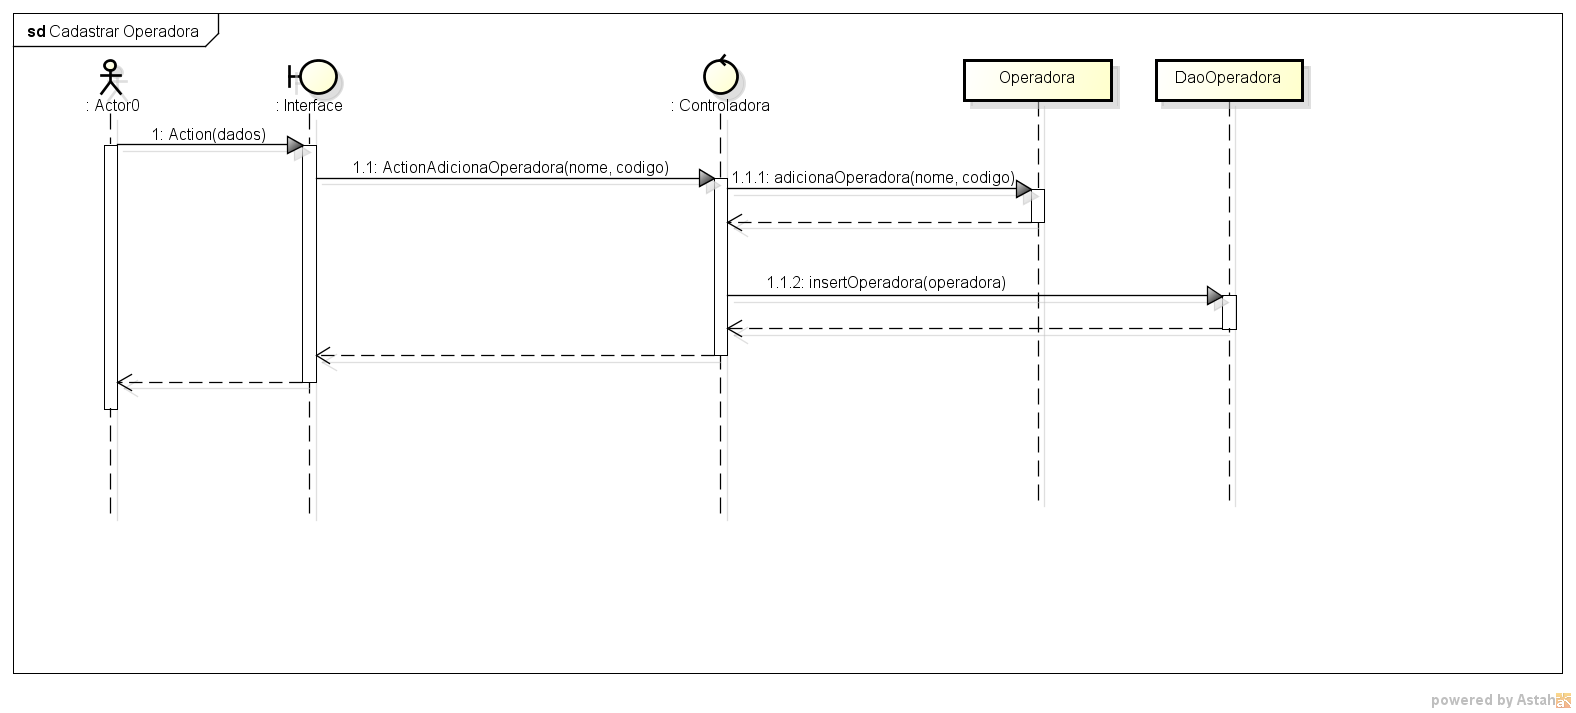 sd Cadastrar Operadora
: Actor0
: Interface
: Controladora
Operadora
DaoOperadora
1: Action(dados)
1.1: ActionAdicionaOperadora(nome, codigo)
1.1.1: adicionaOperadora(nome, codigo)
1.1.2: insertOperadora(operadora)
powered by Astah